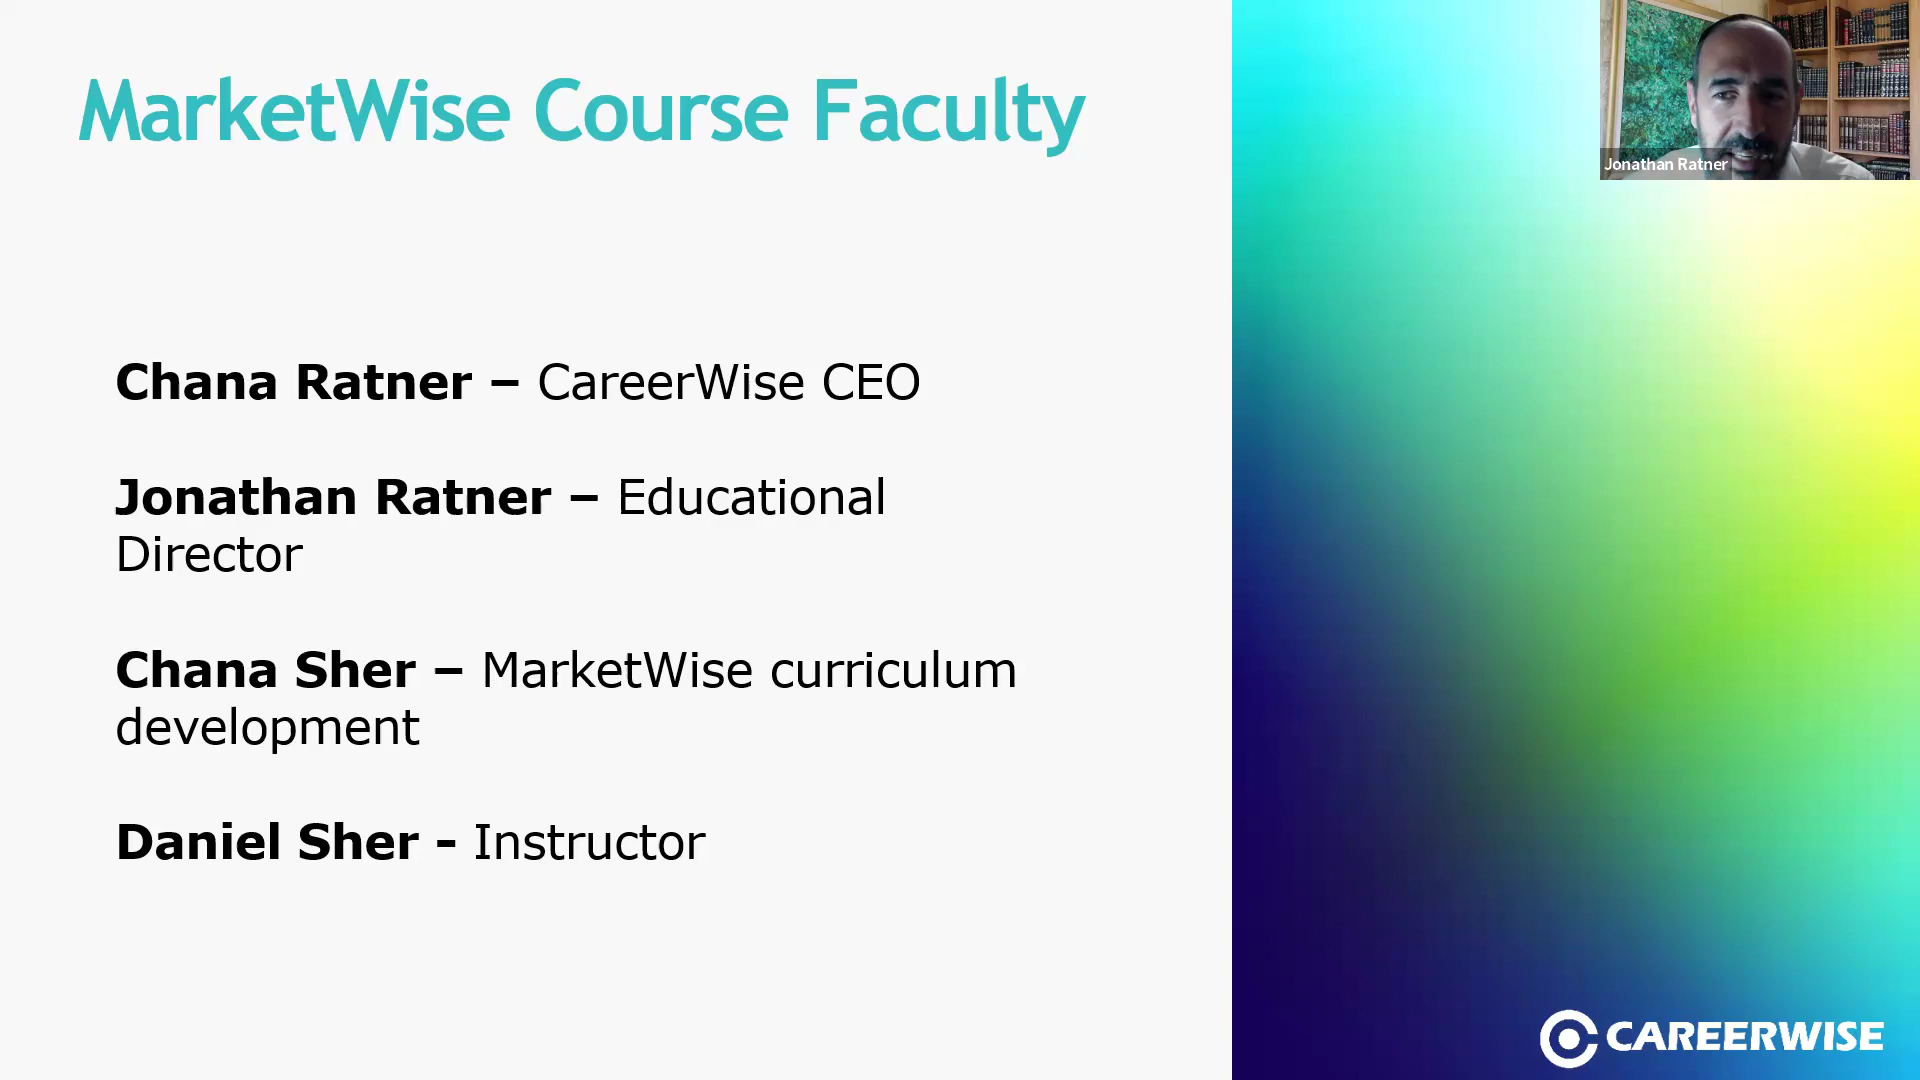 MarketWise Course Faculty
Jonathan Ratner
Chana Ratner – CareerWise CEO
Jonathan Ratner – Educational
Director
Chana Sher – MarketWise curriculum
development
Daniel Sher - Instructor
CAREERWISE